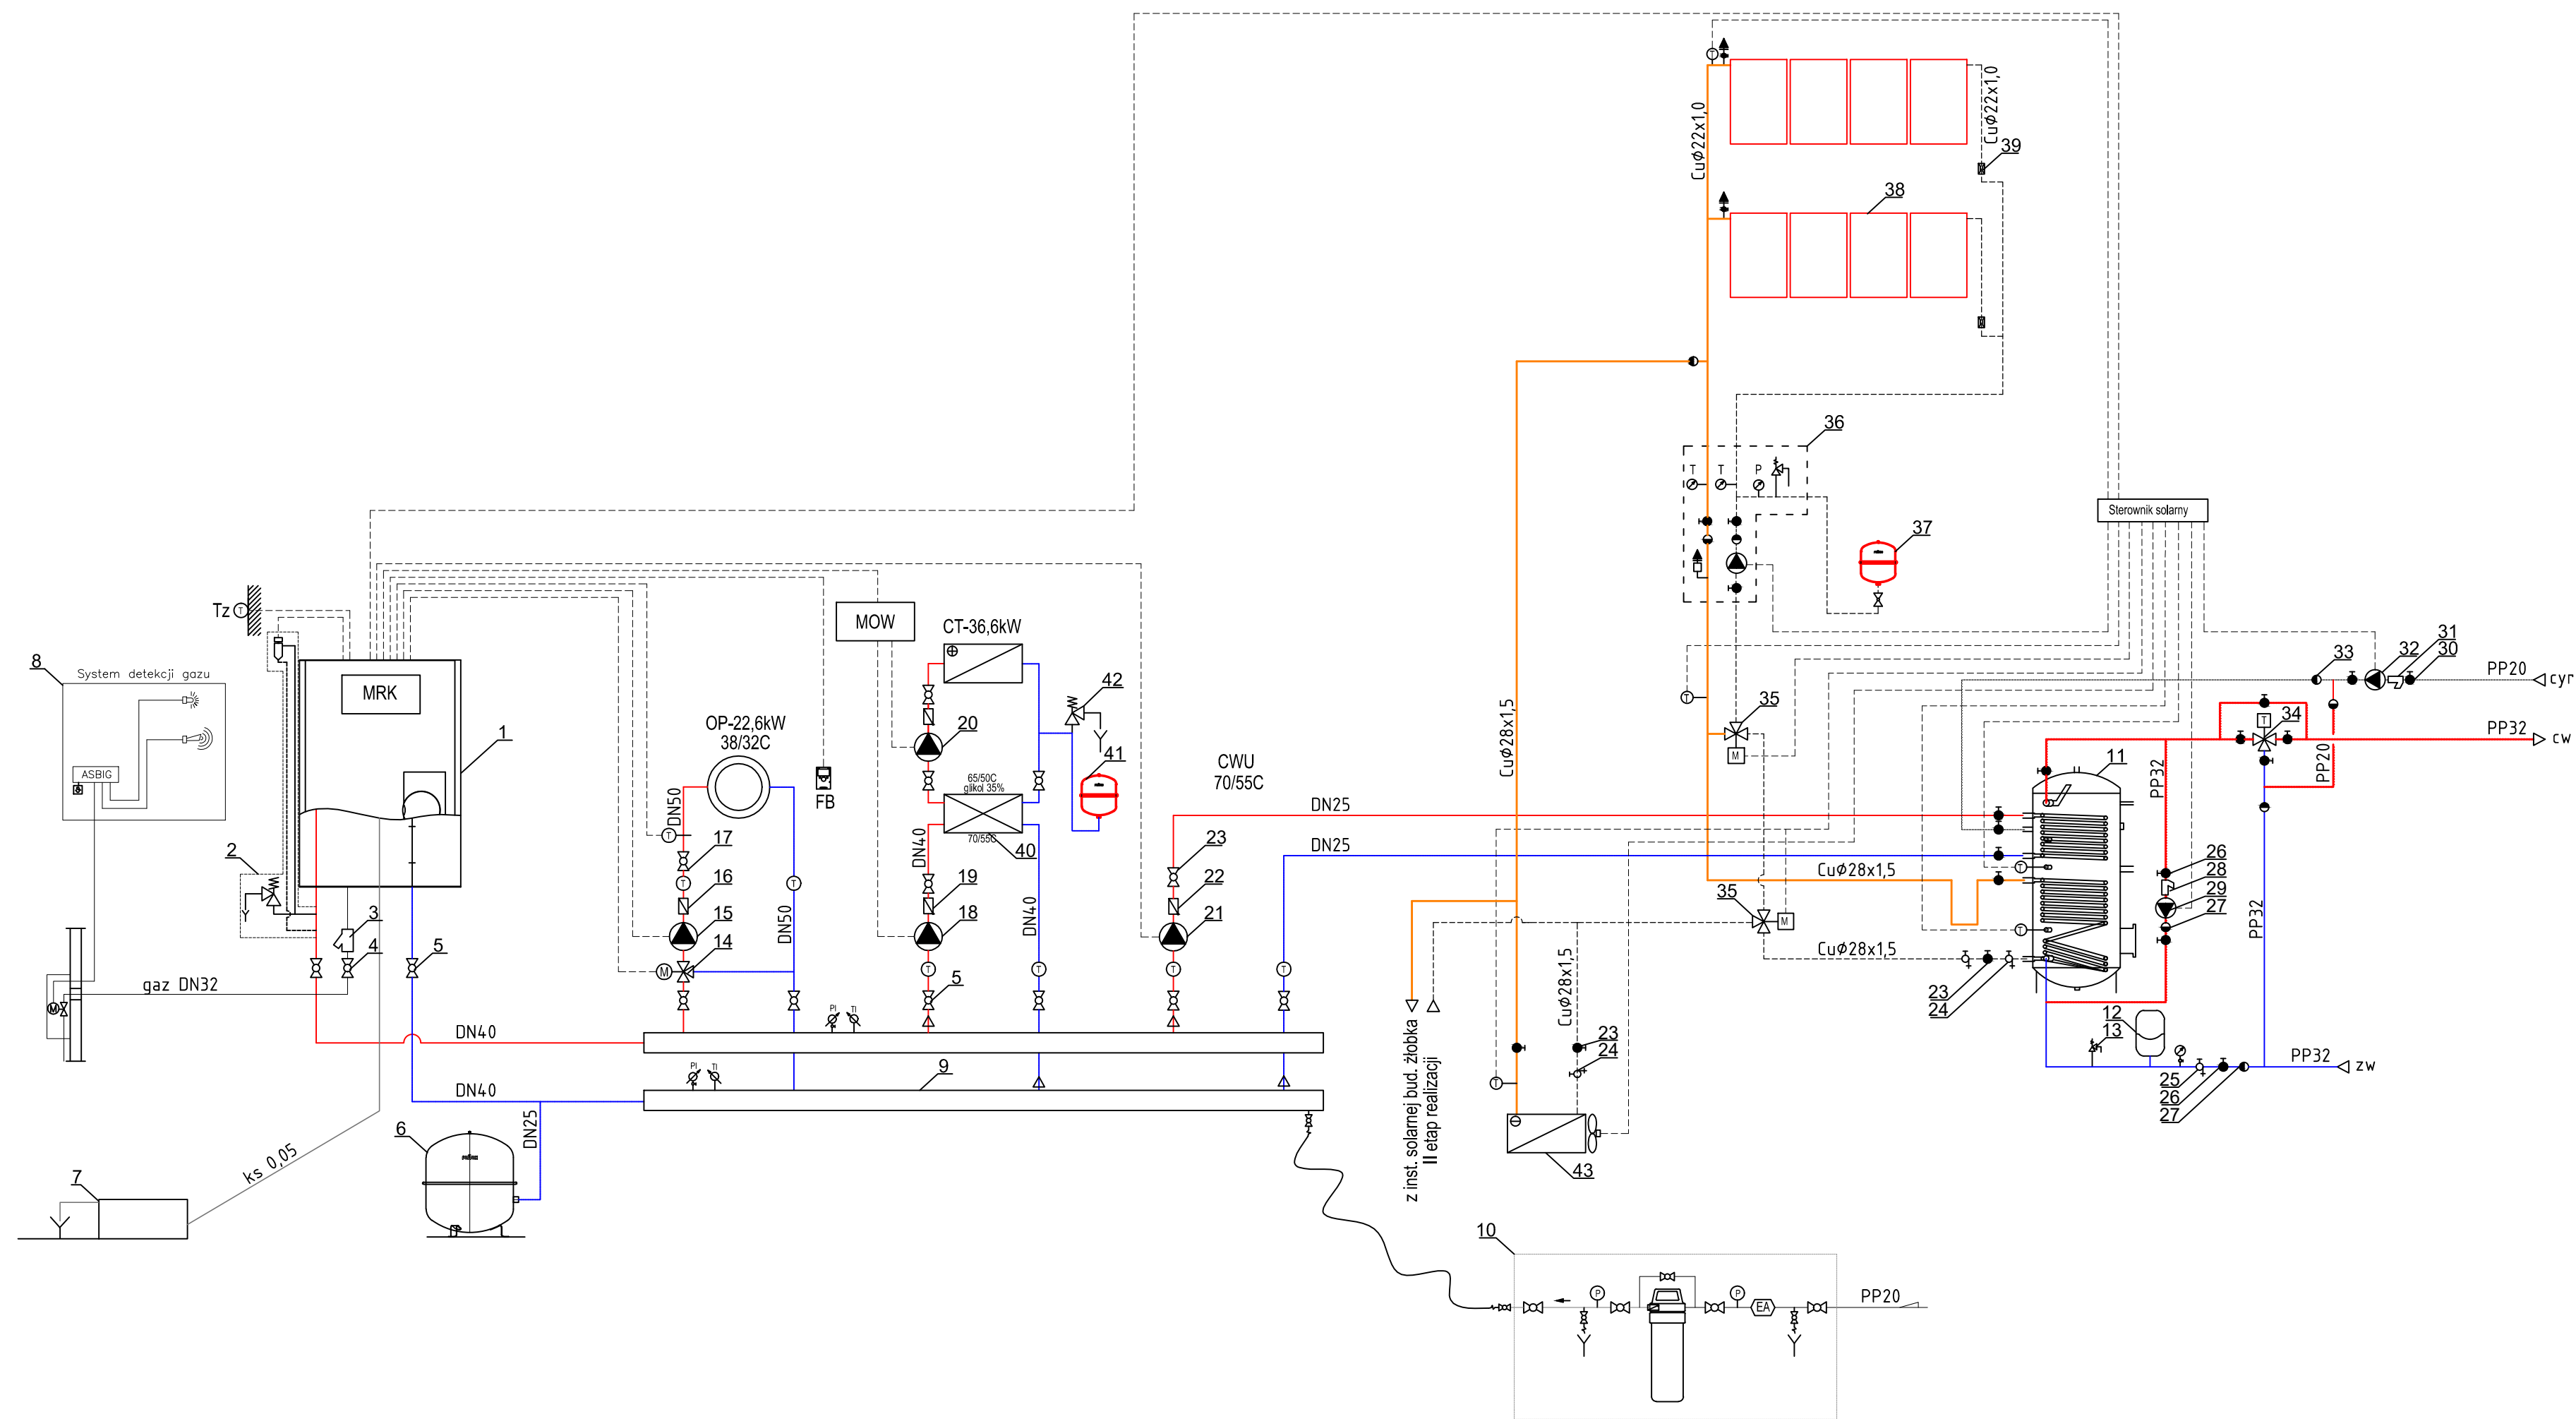 Cuϕ22x1,0
Cuϕ22x1,0
39
38
36
T
T
P
T
37
Sterownik solarny
Tz
T
8
System detekcji gazu
ASBIG
MRK
1
MOW
CT-36,6kW
OP-22,6kW
38/32C
20
42
41
65/50C
glikol 35%
70/55C
40
FB
CWU
70/55C
Cuϕ28x1,5
35
M
T
33
32
31
30
PP20
cyr
34
T
PP32
cw
PP20
PP32
11
DN25
DN25
Cuϕ28x1,5
2
3
4
5
gaz DN32
M
DN50
T
17
T
16
15
14
M
T
DN50
DN40
19
18
T
5
DN40
T
23
22
21
T
T
35
M
Cuϕ28x1,5
T
T
26
28
29
27
PP32
23
24
12
13
25
26
27
PP32
zw
Cuϕ28x1,5
23
24
T
43
z inst. solarnej bud. żłobka
II etap realizacji
DN40
PI
TI
DN40
PI
TI
9
DN25
6
7
ks 0,05
10
P
P
EA
PP20